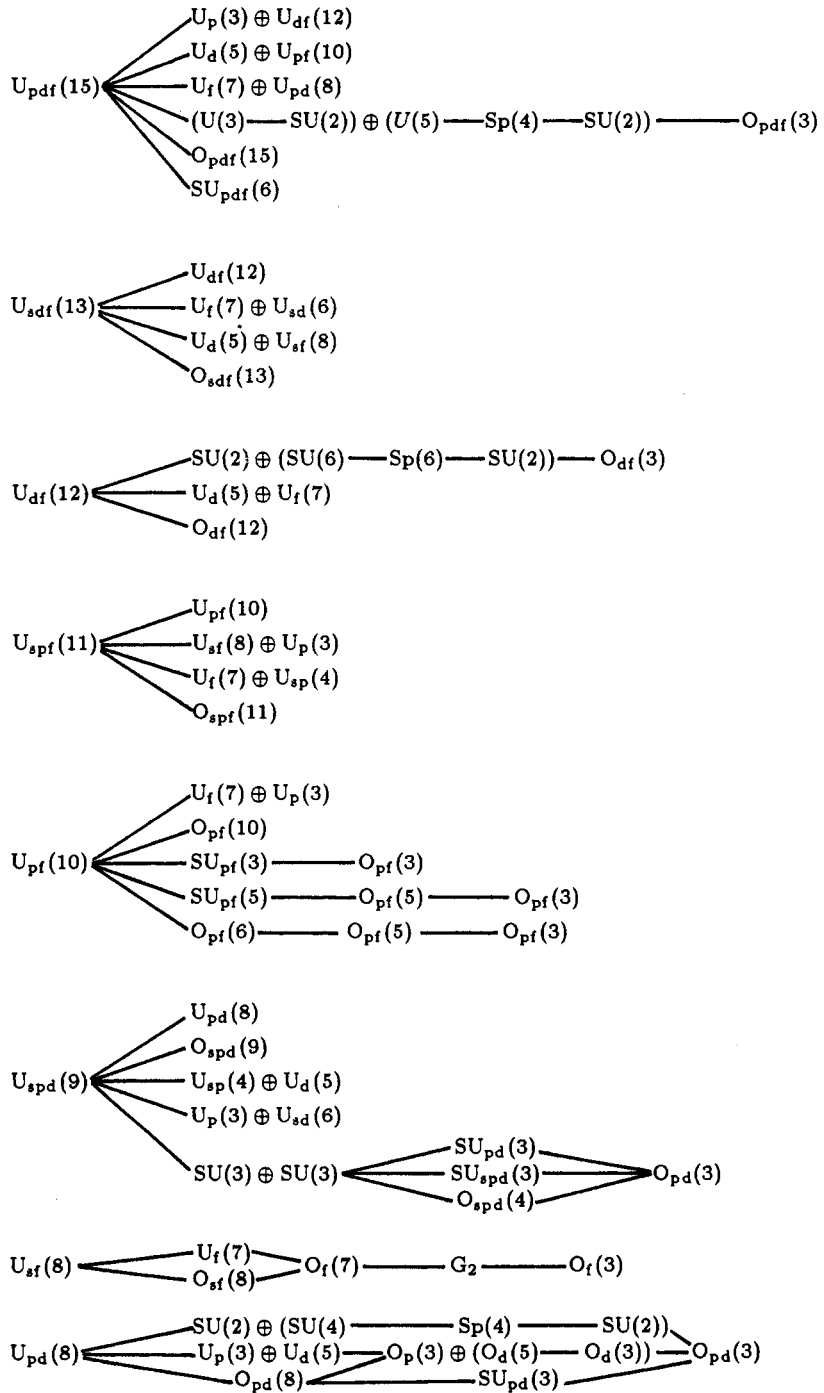 U_p(3) ⊕ U_df(12)
U_d(5) ⊕ U_pf(10)
U_pdf(15) U_f(7) ⊕ U_pd(8)
(U(3) — SU(2)) ⊕ (U(5) — Sp(4) — SU(2)) — O_pdf(3)
O_pdf(15)
SU_pdf(6)
U_df(12)
U_sdf(13) U_f(7) ⊕ U_sd(6)
U_d(5) ⊕ U_sf(8)
O_sdf(13)
SU(2) ⊕ (SU(6) — Sp(6) — SU(2)) — O_df(3)
U_df(12) U_d(5) ⊕ U_f(7)
O_df(12)
U_pf(10)
U_spf(11) U_sf(8) ⊕ U_p(3)
U_f(7) ⊕ U_sp(4)
O_spf(11)
U_f(7) ⊕ U_p(3)
O_pf(10)
U_pf(10) SU_pf(3) — O_pf(3)
SU_pf(5) — O_pf(5) — O_pf(3)
O_pf(6) — O_pf(5) — O_pf(3)
U_pd(8)
O_spd(9)
U_spd(9) U_sp(4) ⊕ U_d(5)
U_p(3) ⊕ U_sd(6)
SU_pd(3)
SU(3) ⊕ SU(3) SU_spd(3) O_pd(3)
O_spd(4)
U_f(7)
U_sf(8) O_f(7) — G_2 — O_f(3)
O_sf(8)
SU(2) ⊕ (SU(4) — Sp(4) — SU(2))
U_pd(8) U_p(3) ⊕ U_d(5) — O_p(3) ⊕ (O_d(5) — O_d(3)) — O_pd(3)
O_pd(8) — SU_pd(3)